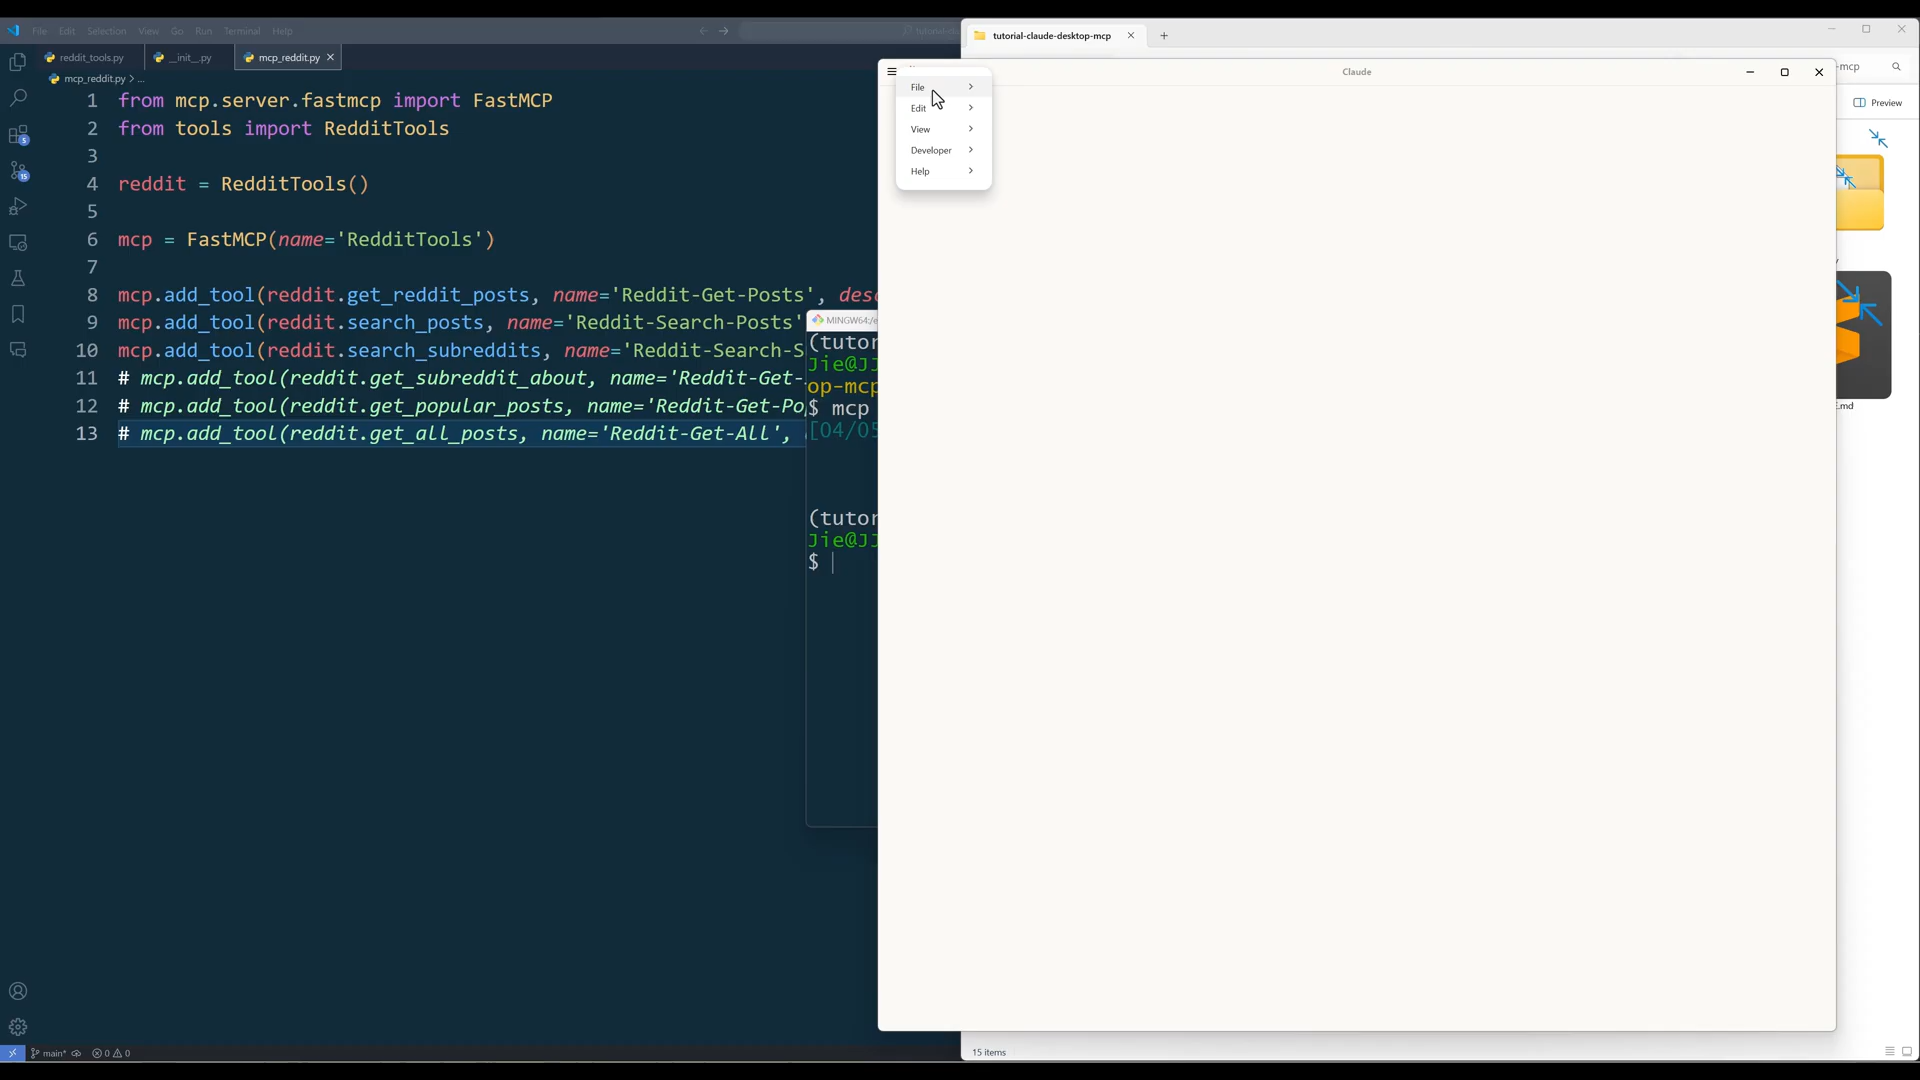 File Edit Selection View Go Run Terminal Help
reddit_tools.py
__init__.py
mcp_reddit.py
mcp_reddit.py > ...
1 from mcp.server.fastmcp import FastMCP
2 from tools import RedditTools
3
4 reddit = RedditTools()
5
6 mcp = FastMCP(name='RedditTools')
7
8 mcp.add_tool(reddit.get_reddit_posts, name='Reddit-Get-Posts', desc
9 mcp.add_tool(reddit.search_posts, name='Reddit-Search-Posts'
10 mcp.add_tool(reddit.search_subreddits, name='Reddit-Search-S
11 # mcp.add_tool(reddit.get_subreddit_about, name='Reddit-Get-
12 # mcp.add_tool(reddit.get_popular_posts, name='Reddit-Get-Po
13 # mcp.add_tool(reddit.get_all_posts, name='Reddit-Get-All',
5
15
main*
0 0
MINGW64:/e
(tutor
Jie@JJ
op-mcp
$ mcp
[04/05
(tutor
Jie@JJ
$
tutorial-claude-desktop-mcp
-mcp
Preview
Claude
File
Edit
View
Developer
Help
.md
15 items